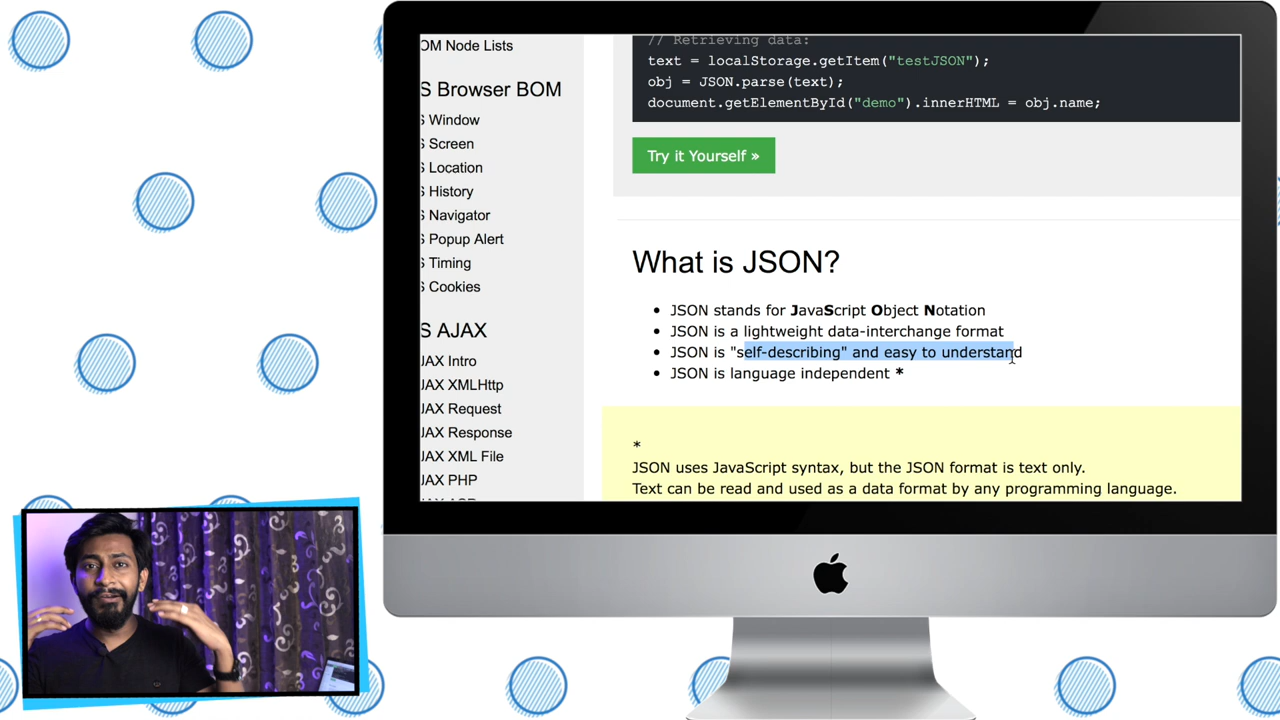 OM Node Lists
S Browser BOM
S Window
S Screen
S Location
S History
S Navigator
S Popup Alert
S Timing
S Cookies
S AJAX
JAX Intro
JAX XMLHttp
JAX Request
JAX Response
JAX XML File
JAX PHP
// Retrieving data:
text = localStorage.getItem("testJSON");
obj = JSON.parse(text);
document.getElementById("demo").innerHTML = obj.name;
Try it Yourself »
What is JSON?
• JSON stands for JavaScript Object Notation
• JSON is a lightweight data-interchange format
• JSON is "self-describing" and easy to understand
• JSON is language independent *
*
JSON uses JavaScript syntax, but the JSON format is text only.
Text can be read and used as a data format by any programming language.